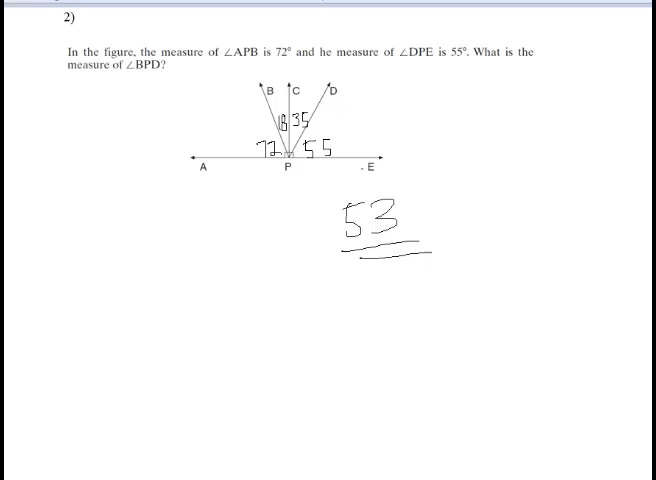 2)
In the figure, the measure of ∠APB is 72° and he measure of ∠DPE is 55°. What is the
measure of ∠BPD?
B C D
18 35
72 55
A P . E
53